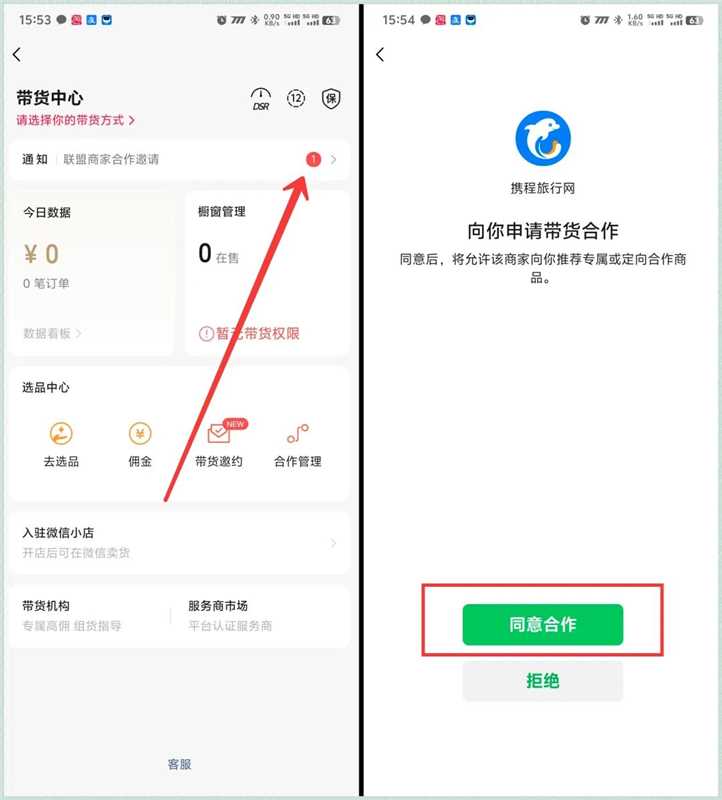 15:53
0.90 KB/s 5G HD 5G HD 63
带货中心
DSR 12 保
请选择你的带货方式
通知 联盟商家合作邀请 1
今日数据
¥ 0
0 笔订单
数据看板
橱窗管理
0 在售
暂无带货权限
选品中心
NEW
去选品 佣金 带货邀约 合作管理
入驻微信小店
开店后可在微信卖货
带货机构 服务商市场
专属高佣 组货指导 平台认证服务商
客服
15:54
1.60 KB/s 5G HD 5G HD 63
携程旅行网
向你申请带货合作
同意后，将允许该商家向你推荐专属或定向合作商
品。
同意合作
拒绝